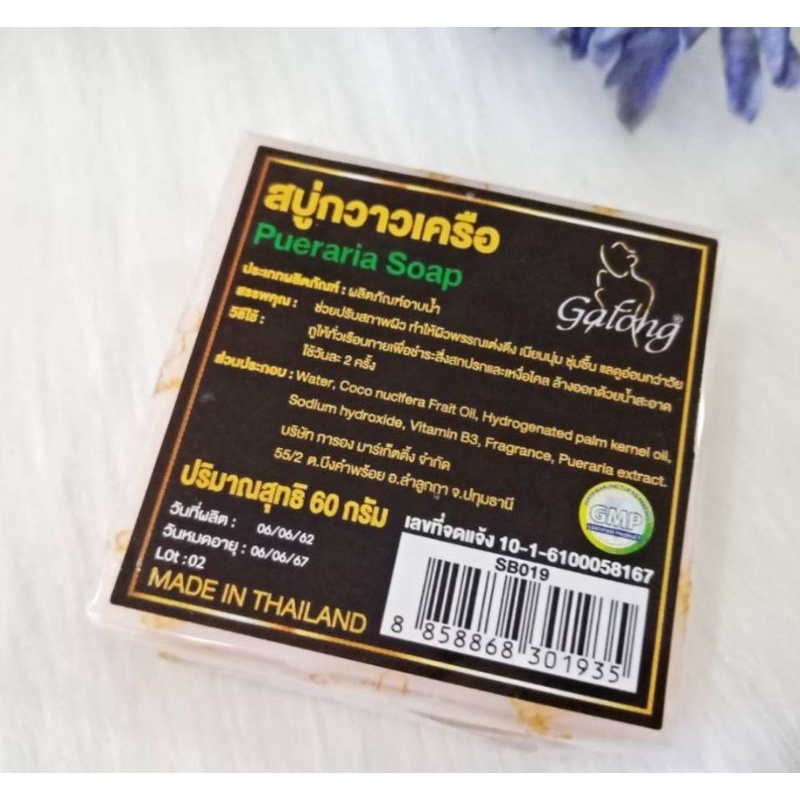 สบู่กวาวเครือ
Pueraria Soap
Galong®
ประเภทผลิตภัณฑ์ : ผลิตภัณฑ์อาบน้ำ
สรรพคุณ : ช่วยปรับสภาพผิว ทำให้ผิวพรรณเต่งตึง เนียนนุ่ม ชุ่มชื้น แลดูอ่อนกว่าวัย
วิธีใช้ : ถูให้ทั่วเรือนกายเพื่อชำระสิ่งสกปรกและเหงื่อไคล ล้างออกด้วยน้ำสะอาด
ใช้วันละ 2 ครั้ง
ส่วนประกอบ : Water, Coco nucifera Frait Oil, Hydrogenated palm kernel oil,
Sodium hydroxide, Vitamin B3, Fragrance, Pueraria extract.
บริษัท การอง มาร์เก็ตติ้ง จำกัด
55/2 ต.บึงคำพร้อย อ.ลำลูกกา จ.ปทุมธานี
ปริมาณสุทธิ 60 กรัม
GMP
วันที่ผลิต : 06/06/62
วันหมดอายุ : 06/06/67
Lot :02
MADE IN THAILAND
เลขที่จดแจ้ง 10-1-6100058167
SB019
8 858868 301935